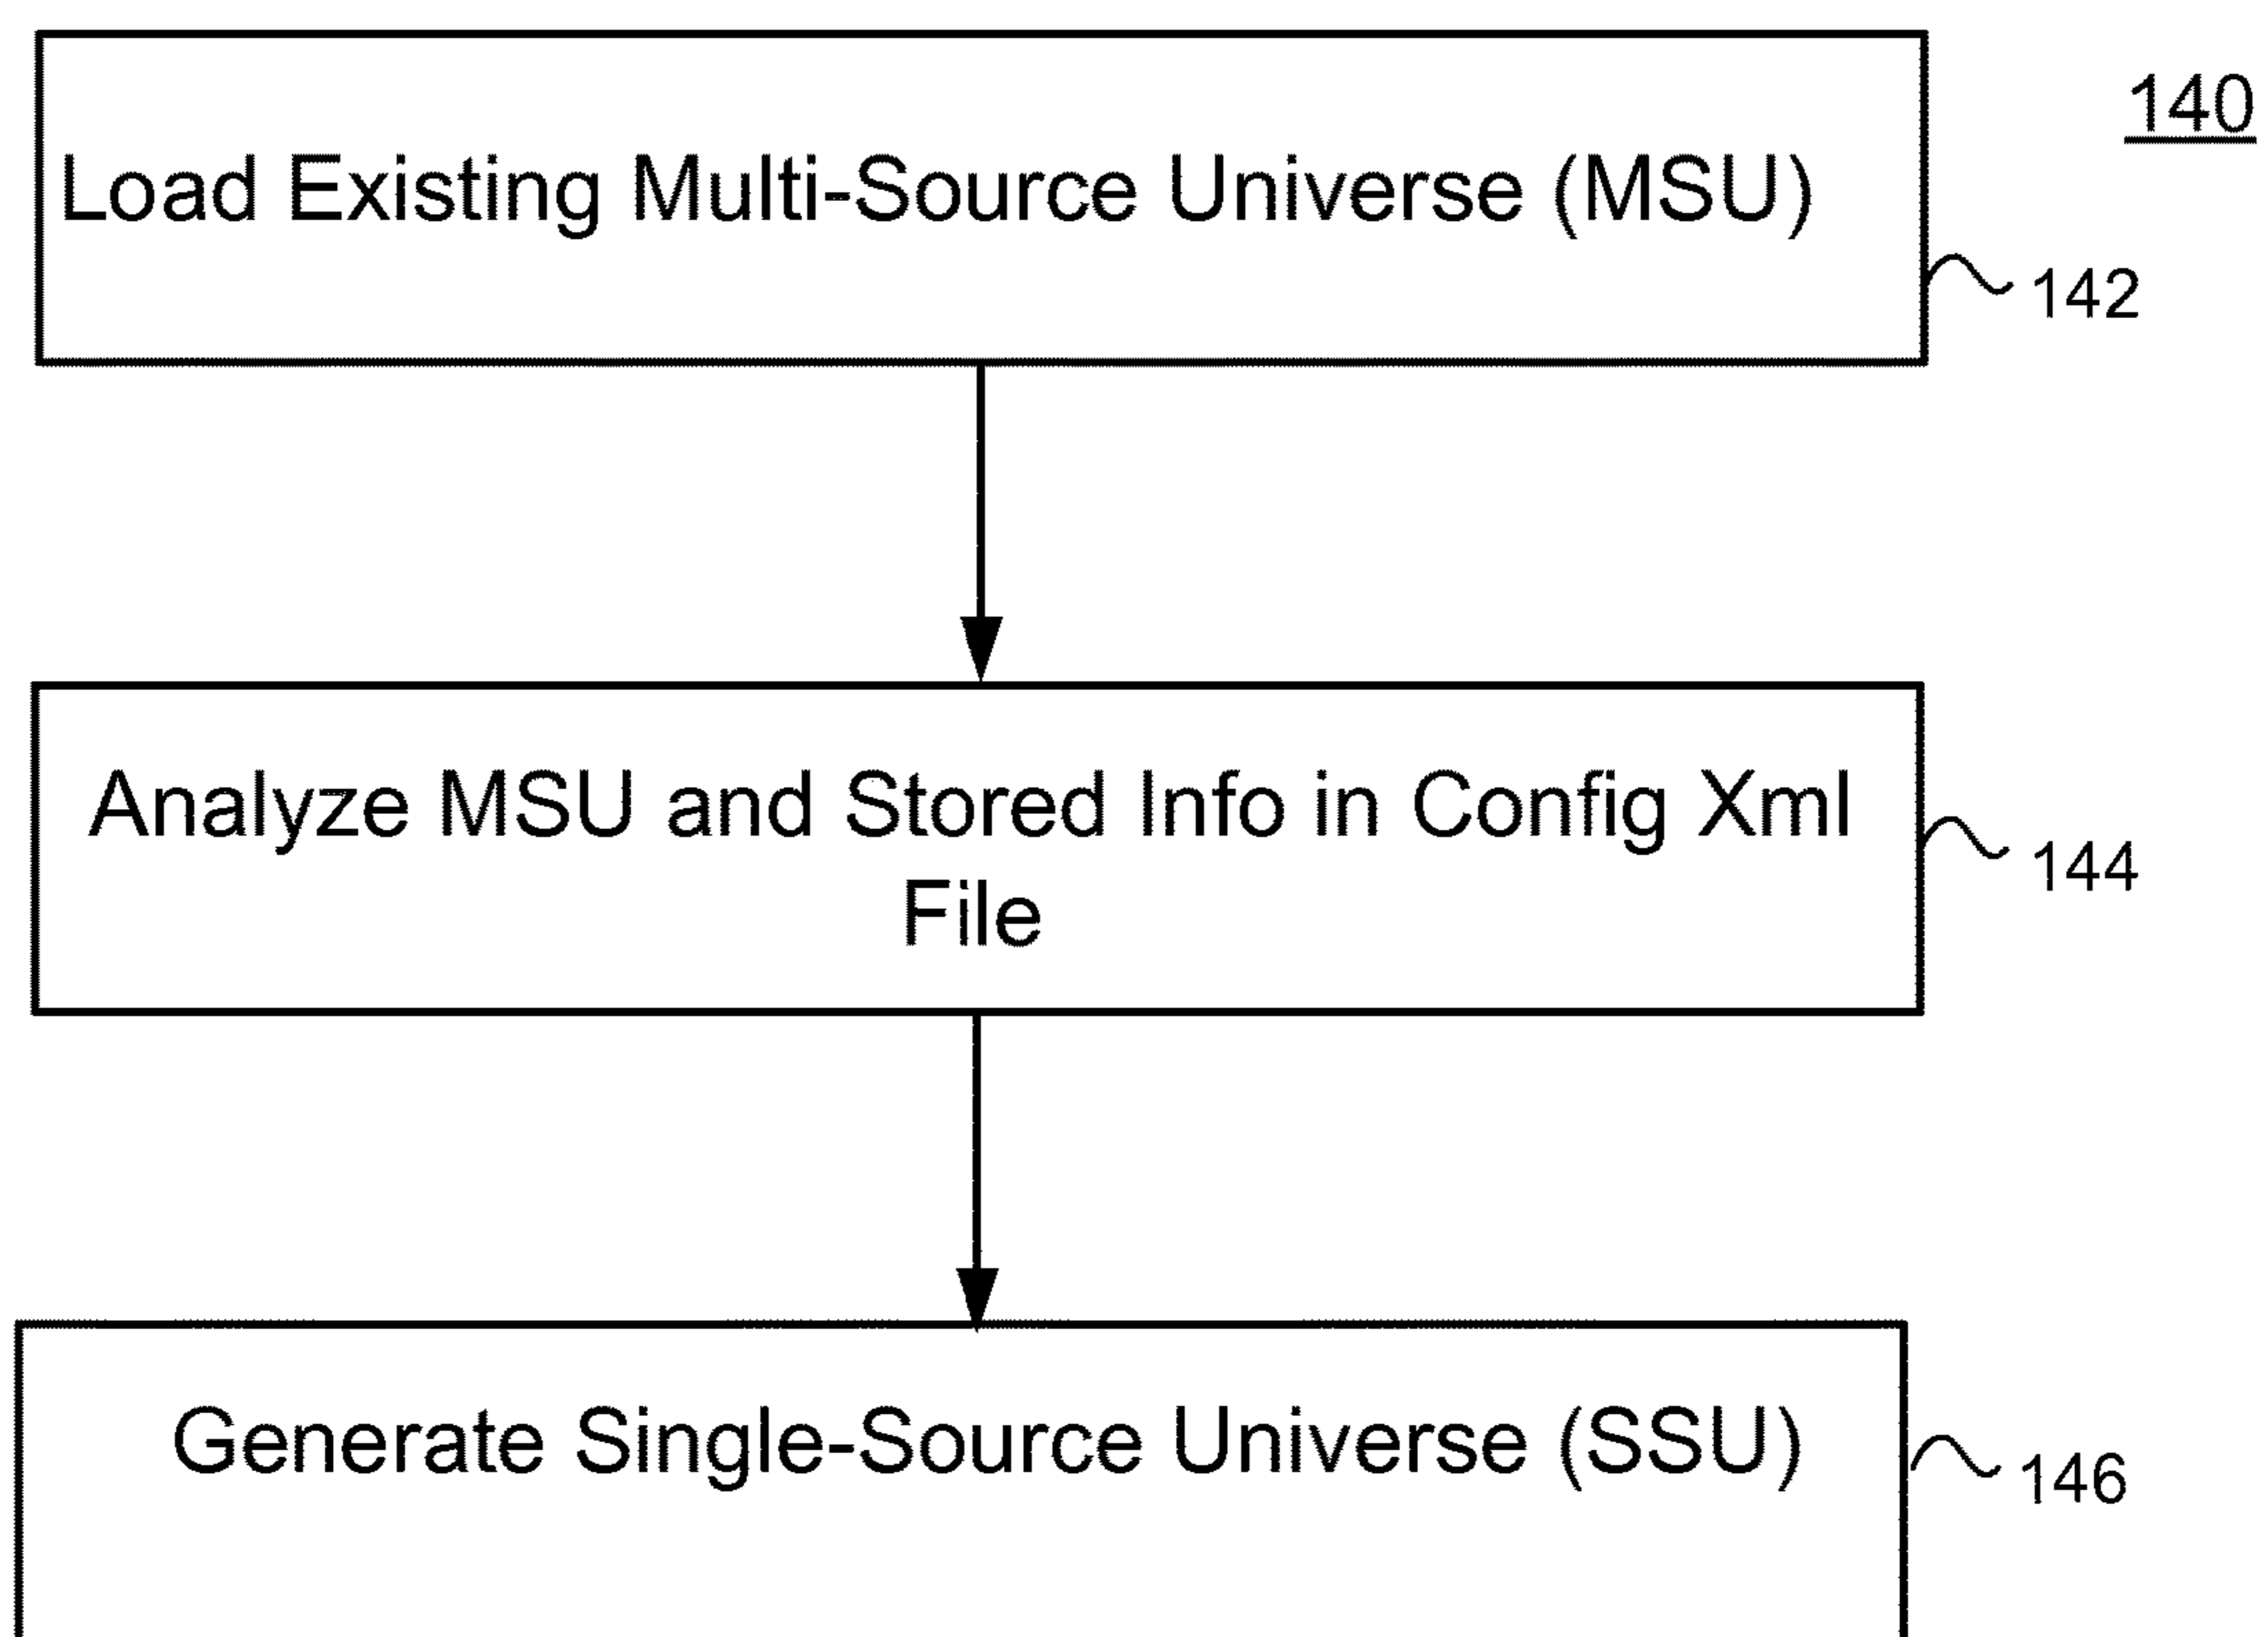 140
Load Existing Multi-Source Universe (MSU)
142
Analyze MSU and Stored Info in Config Xml
File
144
Generate Single-Source Universe (SSU)
146